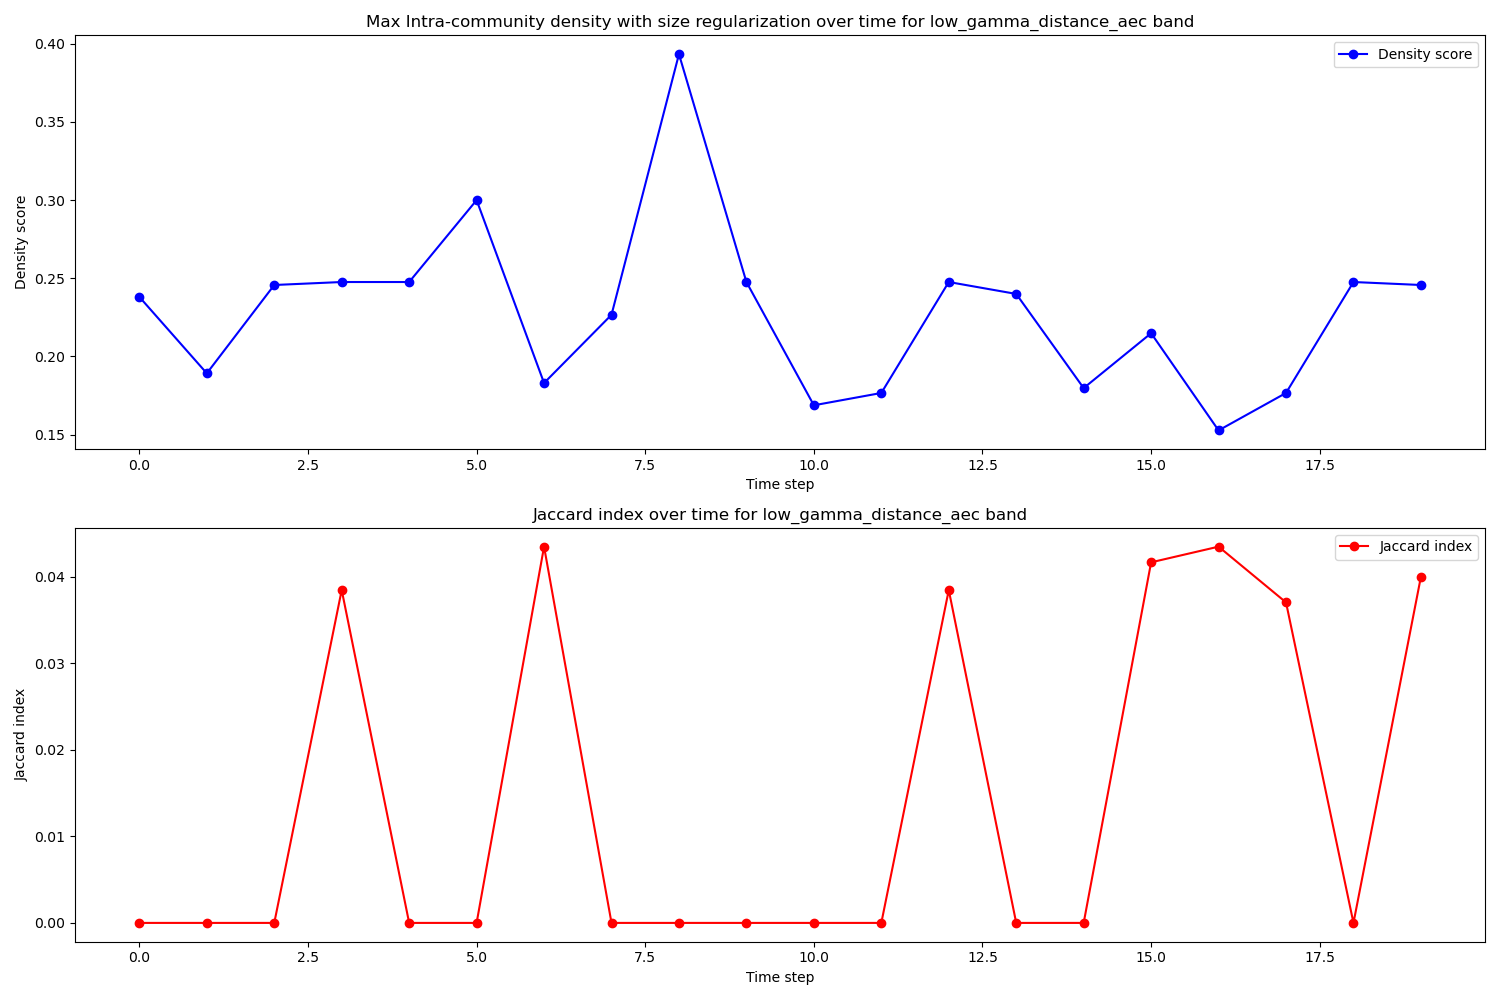 Max Intra-community density with size regularization over time for low_gamma_distance_aec band
Density score
0.40
0.35
0.30
0.25
0.20
0.15
Density score
0.0 2.5 5.0 7.5 10.0 12.5 15.0 17.5
Time step
Jaccard index over time for low_gamma_distance_aec band
Jaccard index
0.04
0.03
0.02
0.01
0.00
Jaccard index
0.0 2.5 5.0 7.5 10.0 12.5 15.0 17.5
Time step